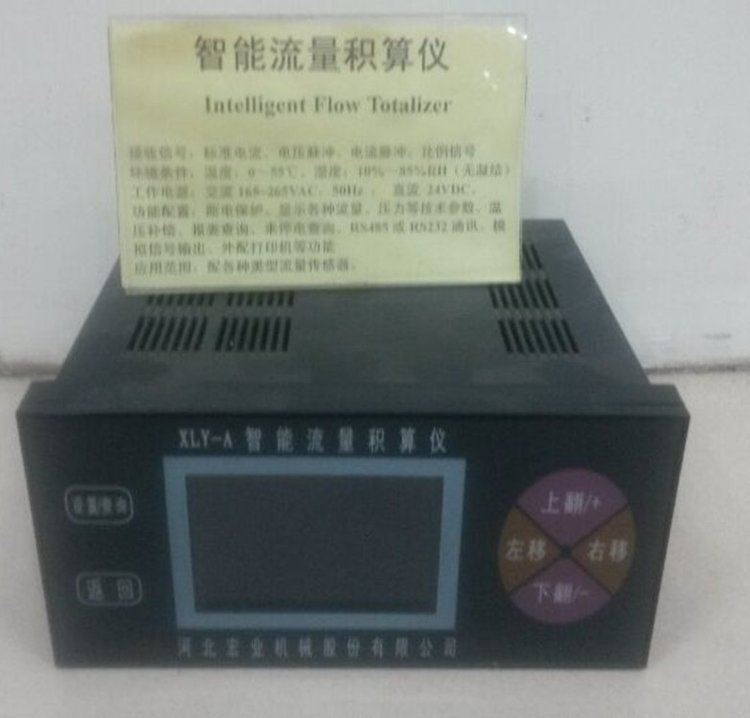 智能流量积算仪
Intelligent Flow Totalizer
接收信号：标准电流、电压脉冲、电流脉冲、比例信号
环境条件：温度：0～55℃、湿度：10%～85%RH（无凝结）
工作电源：交流165~265VAC、50Hz 、 直流 24VDC、
功能配置：断电保护、显示各种流量、压力等技术参数、温
压补偿、报表查询、来停电查询、RS485或RS232通讯、模
拟信号输出、外配打印机等功能
应用范围：配各种类型流量传感器。
XLY-A 智能流量积算仪
设置/查询
返回
上翻/+
左移
右移
下翻/-
河北宏业机械股份有限公司